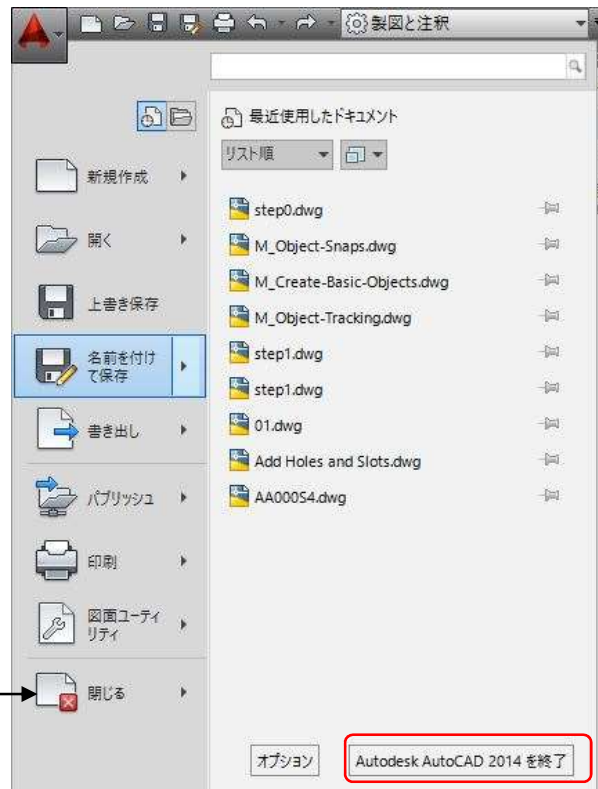 製図と注釈
最近使用したドキュメント
リスト順
新規作成
開く
上書き保存
名前を付け
て保存
書き出し
パブリッシュ
印刷
図面ユーティ
リティ
閉じる
step0.dwg
M_Object-Snaps.dwg
M_Create-Basic-Objects.dwg
M_Object-Tracking.dwg
step1.dwg
step1.dwg
01.dwg
Add Holes and Slots.dwg
AA000S4.dwg
オプション
Autodesk AutoCAD 2014 を終了